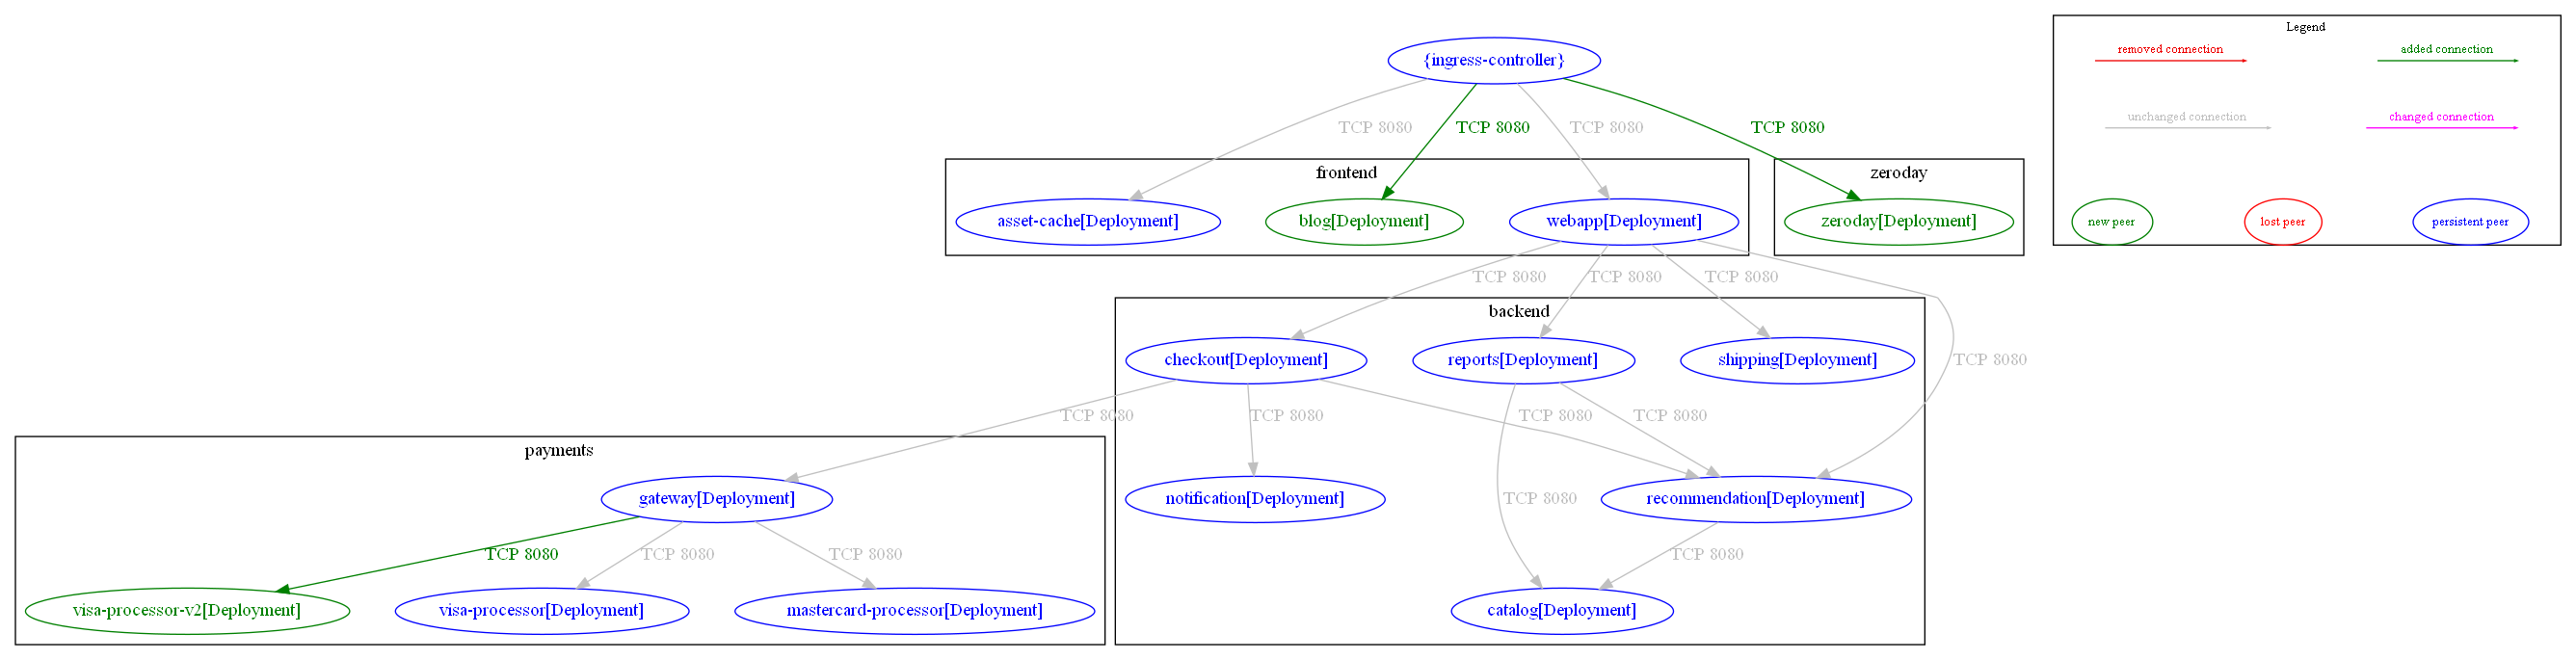 Legend
removed connection
added connection
{ingress-controller}
unchanged connection
changed connection
TCP 8080
TCP 8080
TCP 8080
TCP 8080
frontend
zeroday
asset-cache[Deployment]
blog[Deployment]
webapp[Deployment]
zeroday[Deployment]
new peer
lost peer
persistent peer
TCP 8080
TCP 8080
TCP 8080
backend
checkout[Deployment]
reports[Deployment]
shipping[Deployment]
TCP 8080
TCP 8080
TCP 8080
TCP 8080
TCP 8080
payments
gateway[Deployment]
notification[Deployment]
TCP 8080
recommendation[Deployment]
TCP 8080
TCP 8080
TCP 8080
TCP 8080
visa-processor-v2[Deployment]
visa-processor[Deployment]
mastercard-processor[Deployment]
catalog[Deployment]